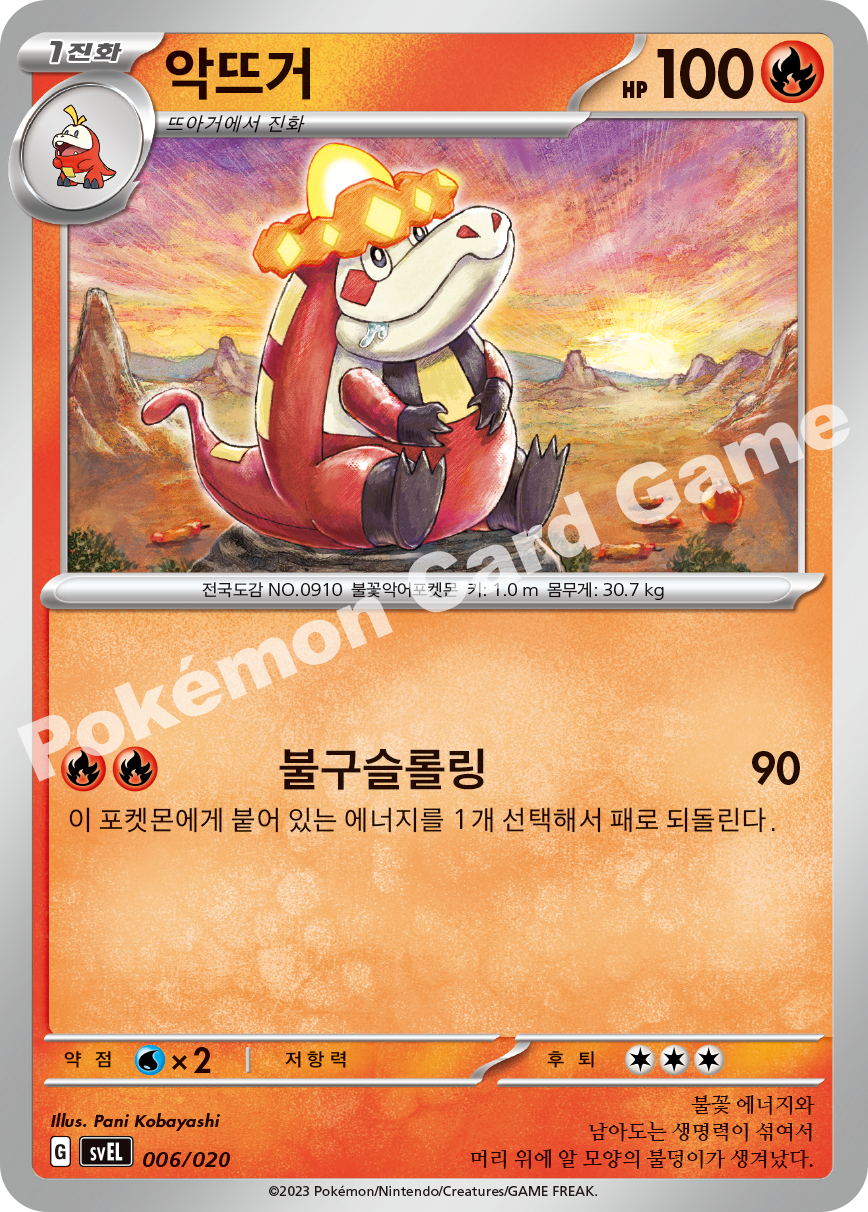 1진화
악뜨거
HP 100
뜨아거에서 진화
전국도감 NO.0910 불꽃악어포켓몬 키: 1.0 m 몸무게: 30.7 kg
Pokémon Card Game
불구슬롤링 90
이 포켓몬에게 붙어 있는 에너지를 1개 선택해서 패로 되돌린다.
약점 ×2 저항력 후퇴
Illus. Pani Kobayashi
G svEL 006/020
불꽃 에너지와
남아도는 생명력이 섞여서
머리 위에 알 모양의 불덩이가 생겨났다.
©2023 Pokémon/Nintendo/Creatures/GAME FREAK.